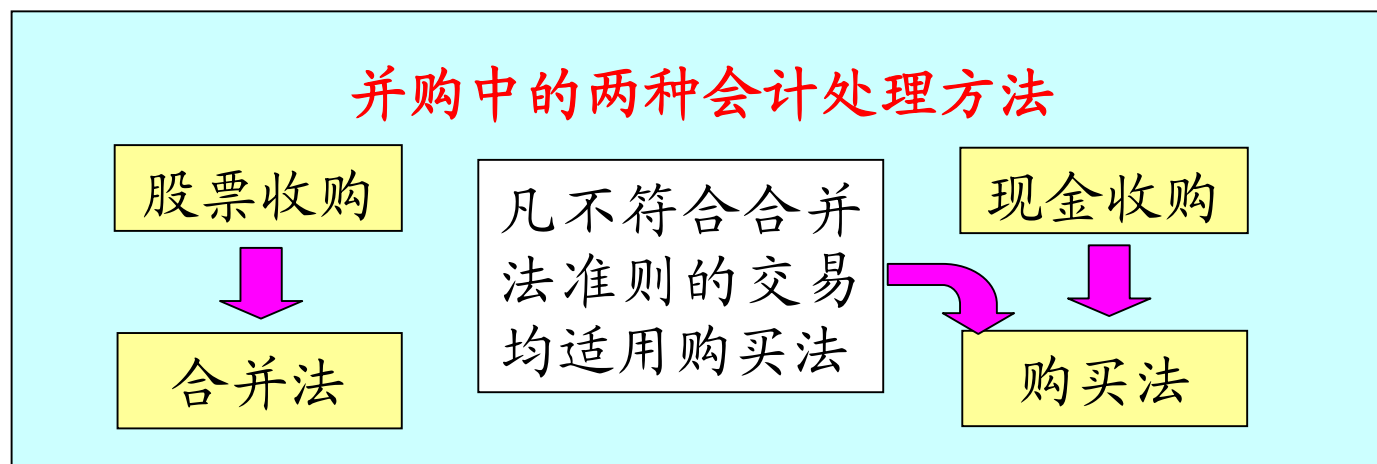 并购中的两种会计处理方法
股票收购
凡不符合合并
法准则的交易
均适用购买法
现金收购
合并法
购买法